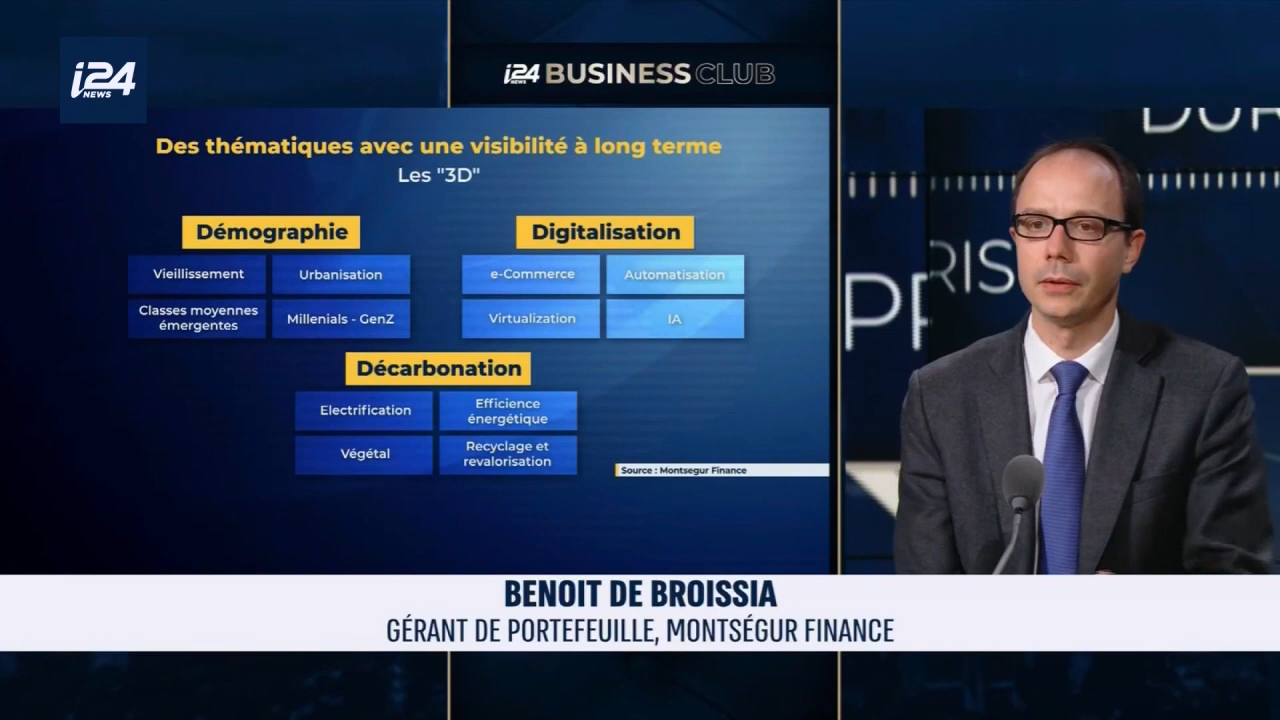 i24
NEWS
i24 NEWS BUSINESS CLUB
Des thématiques avec une visibilité à long terme
Les "3D"
Démographie
Vieillissement
Urbanisation
Classes moyennes
émergentes
Millenials - GenZ
Digitalisation
e-Commerce
Automatisation
Virtualization
IA
Décarbonation
Electrification
Efficience
énergétique
Végétal
Recyclage et
revalorisation
Source : Montsegur Finance
RIS
BENOIT DE BROISSIA
GÉRANT DE PORTEFEUILLE, MONTSÉGUR FINANCE